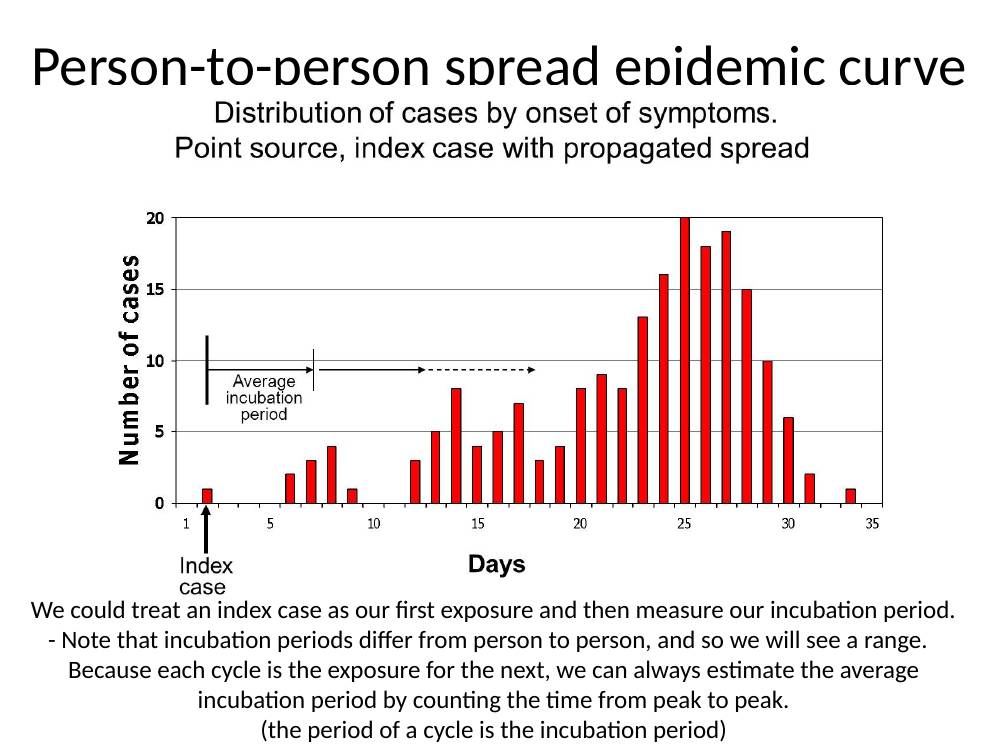 Person-to-person spread epidemic curve
Distribution of cases by onset of symptoms.
Point source, index case with propagated spread
Number of cases
20
15
10
5
0
Average
incubation
period
1 5 10 15 20 25 30 35
Index
case
Days
We could treat an index case as our first exposure and then measure our incubation period.
- Note that incubation periods differ from person to person, and so we will see a range.
Because each cycle is the exposure for the next, we can always estimate the average
incubation period by counting the time from peak to peak.
(the period of a cycle is the incubation period)